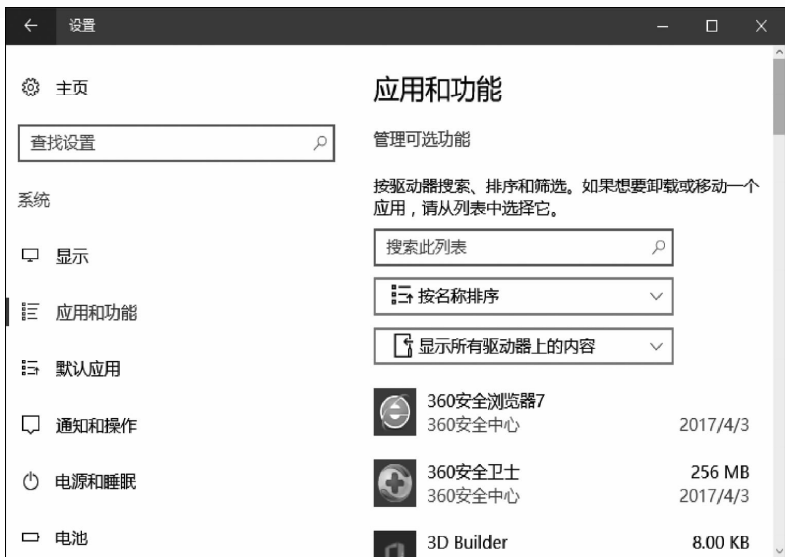 设置
主页
查找设置
系统
显示
应用和功能
默认应用
通知和操作
电源和睡眠
电池
应用和功能
管理可选功能
按驱动器搜索、排序和筛选。如果想要卸载或移动一个
应用，请从列表中选择它。
搜索此列表
按名称排序
显示所有驱动器上的内容
360安全浏览器7
360安全中心 2017/4/3
360安全卫士 256 MB
360安全中心 2017/4/3
3D Builder 8.00 KB